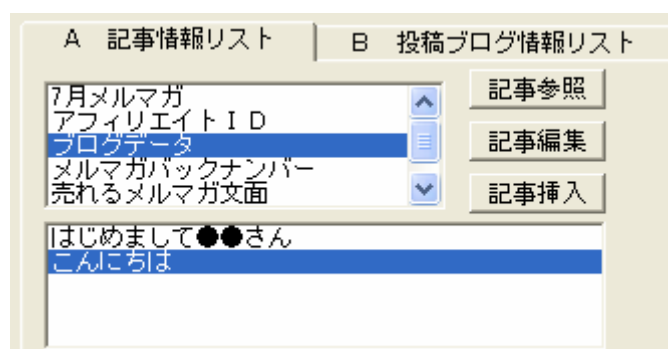 A 記事情報リスト
B 投稿ブログ情報リスト
7月メルマガ
アフィリエイトＩＤ
ブログデータ
メルマガバックナンバー
売れるメルマガ文面
記事参照
記事編集
記事挿入
はじめまして●●さん
こんにちは